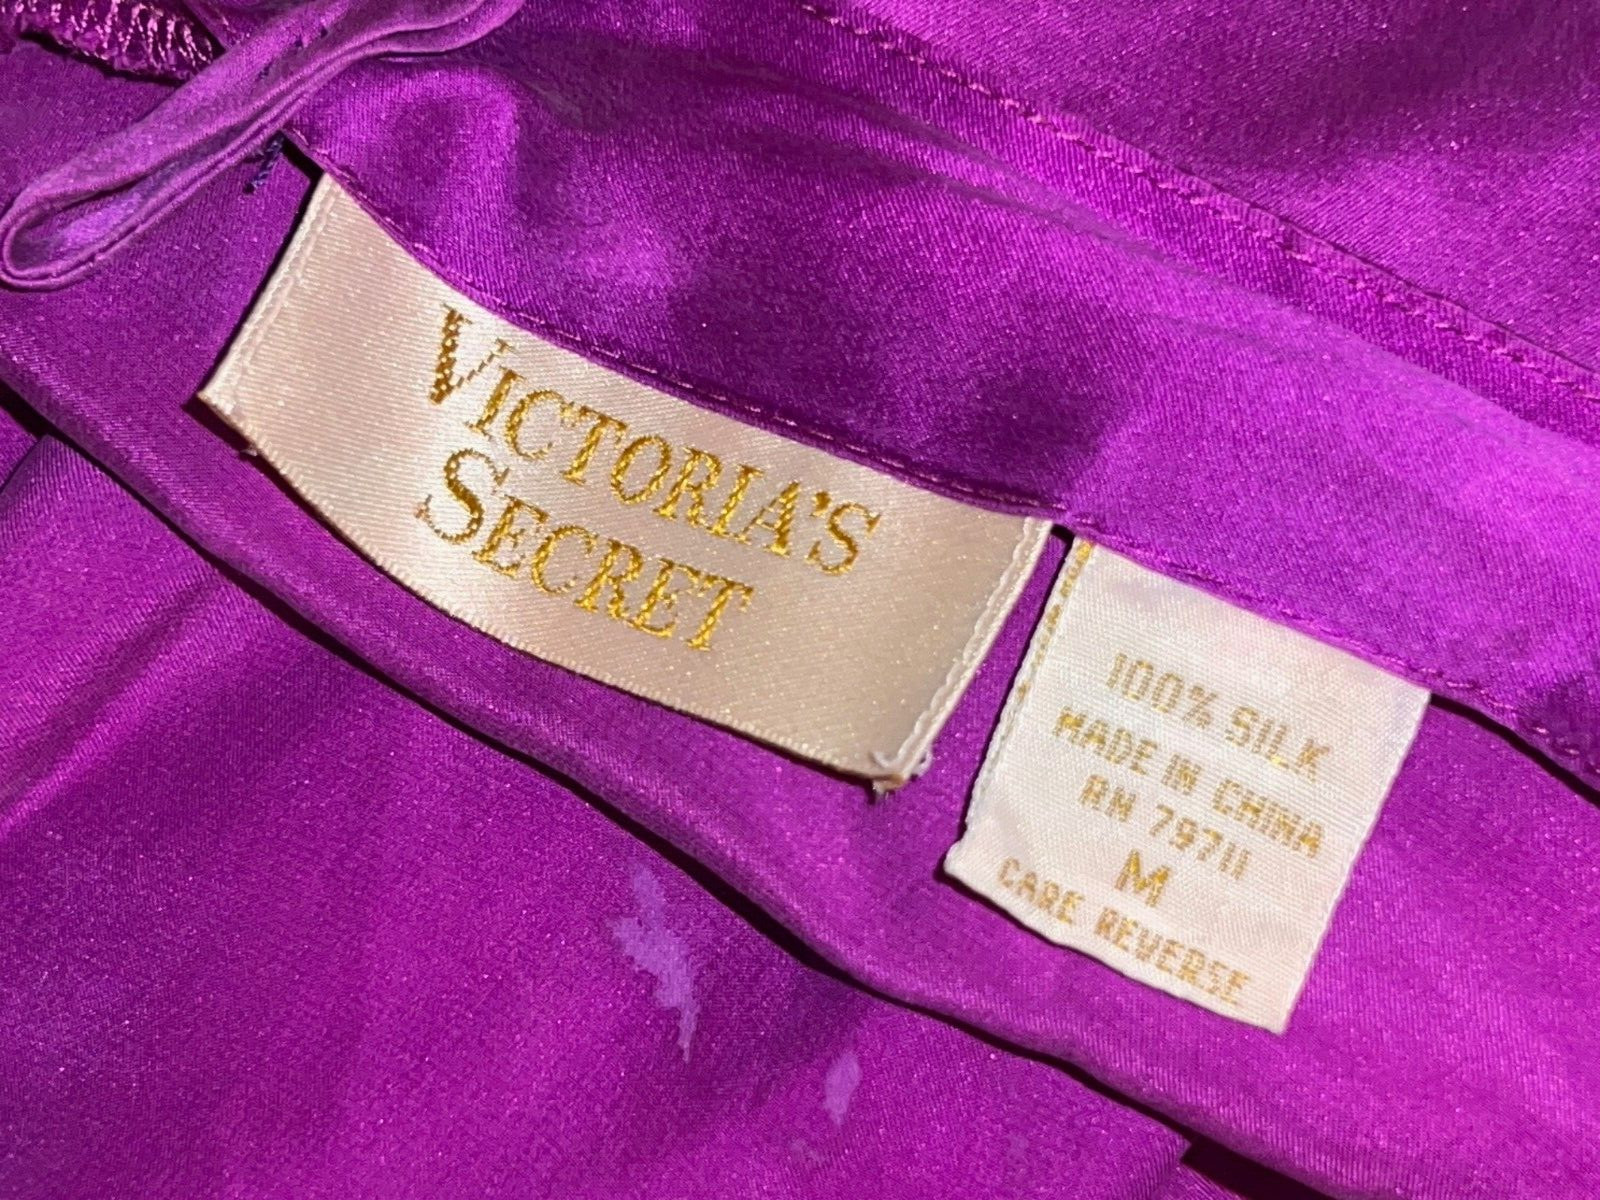 VICTORIA'S
SECRET
100% SILK
MADE IN CHINA
RN 79711
M
CARE REVERSE